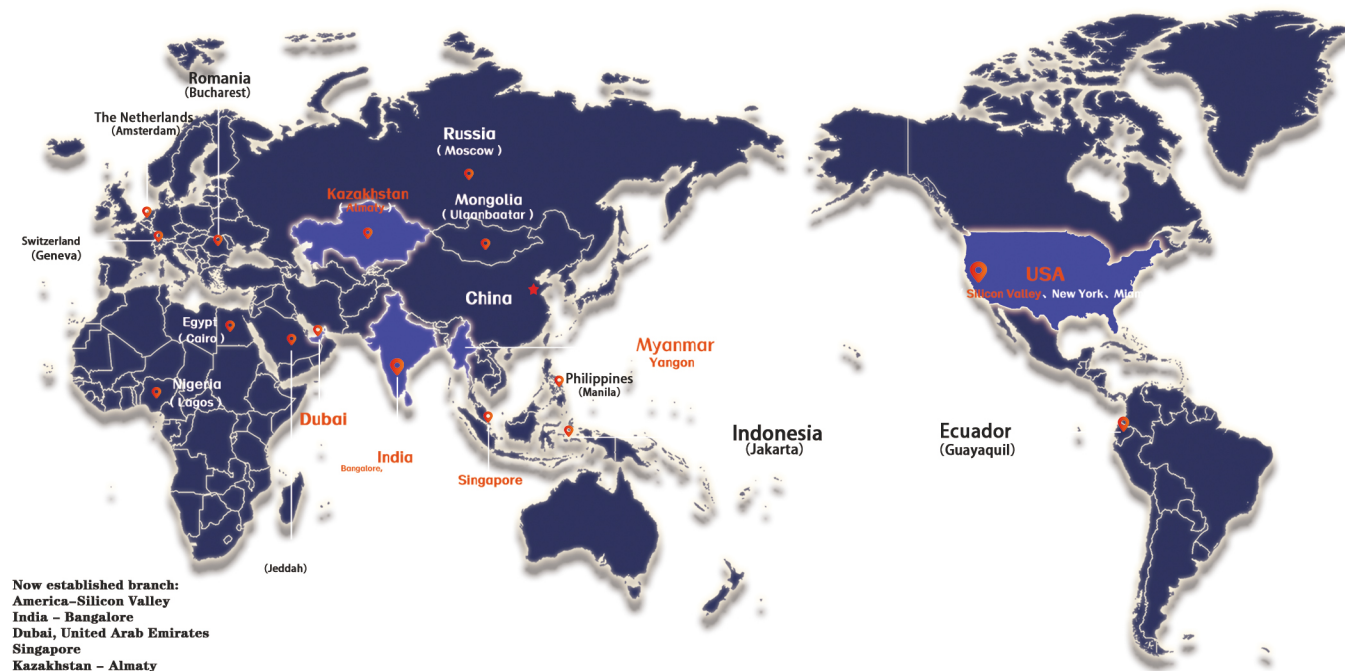 Romania
(Bucharest)
The Netherlands
(Amsterdam)
Russia
( Moscow )
Kazakhstan
( Almaty )
Mongolia
( Ulaanbaatar )
Switzerland
(Geneva)
China
USA
Silicon Valley、New York、Miam
Egypt
( Cairo )
Myanmar
Yangon
Nigeria
( Lagos )
Philippines
(Manila)
Dubai
Indonesia
(Jakarta)
Ecuador
(Guayaquil)
India
Bangalore,
Singapore
(Jeddah)
Now established branch:
America–Silicon Valley
India – Bangalore
Dubai, United Arab Emirates
Singapore
Kazakhstan – Almaty